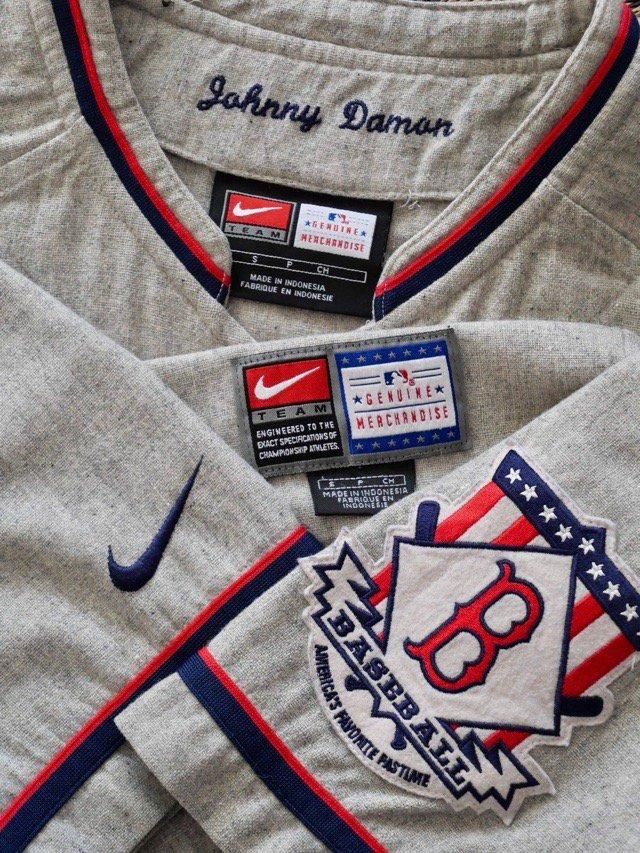 Johnny Damon
TEAM
GENUINE
MERCHANDISE
S P CH
MADE IN INDONESIA
FABRIQUE EN INDONESIE
TEAM
ENGINEERED TO THE
EXACT SPECIFICATIONS OF
CHAMPIONSHIP ATHLETES.
GENUINE
MERCHANDISE
S P CH
MADE IN INDONESIA
FABRIQUE EN
INDONESIE
B
BASEBALL
AMERICA'S FAVORITE PASTIME